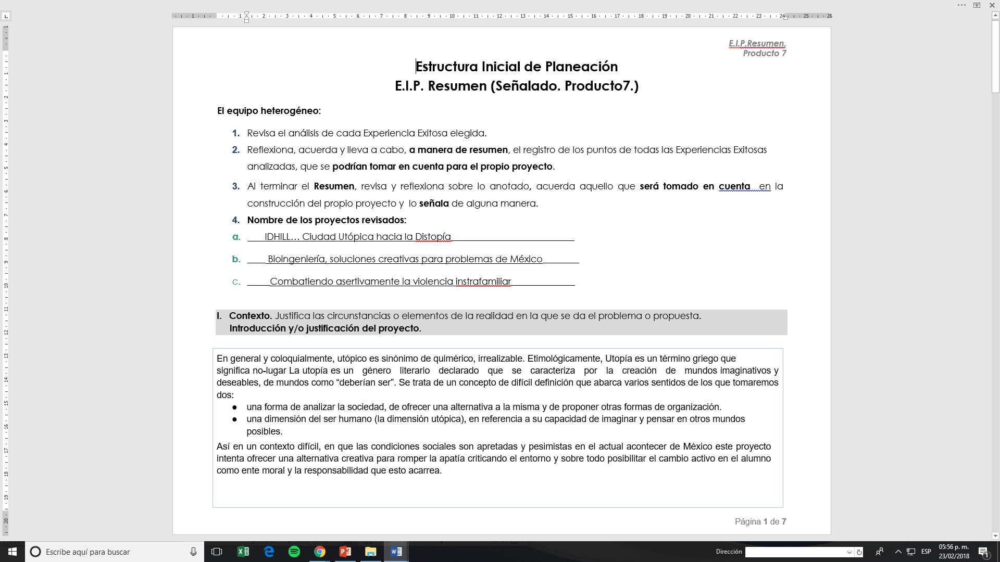 E.I.P.Resumen.
Producto 7
Estructura Inicial de Planeación
E.I.P. Resumen (Señalado. Producto7.)
El equipo heterogéneo:
1. Revisa el análisis de cada Experiencia Exitosa elegida.
2. Reflexiona, acuerda y lleva a cabo, a manera de resumen, el registro de los puntos de todas las Experiencias Exitosas
analizadas, que se podrían tomar en cuenta para el propio proyecto.
3. Al terminar el Resumen, revisa y reflexiona sobre lo anotado, acuerda aquello que será tomado en cuenta en la
construcción del propio proyecto y lo señala de alguna manera.
4. Nombre de los proyectos revisados:
a. IDHILL… Ciudad Utópica hacia la Distopía
b. Bioingeniería, soluciones creativas para problemas de México
c. Combatiendo asertivamente la violencia instrafamiliar
I. Contexto. Justifica las circunstancias o elementos de la realidad en la que se da el problema o propuesta.
Introducción y/o justificación del proyecto.
En general y coloquialmente, utópico es sinónimo de quimérico, irrealizable. Etimológicamente, Utopía es un término griego que
significa no-lugar La utopía es un género literario declarado que se caracteriza por la creación de mundos imaginativos y
deseables, de mundos como “deberían ser”. Se trata de un concepto de difícil definición que abarca varios sentidos de los que tomaremos
dos:
● una forma de analizar la sociedad, de ofrecer una alternativa a la misma y de proponer otras formas de organización.
● una dimensión del ser humano (la dimensión utópica), en referencia a su capacidad de imaginar y pensar en otros mundos
posibles.
Así en un contexto difícil, en que las condiciones sociales son apretadas y pesimistas en el actual acontecer de México este proyecto
intenta ofrecer una alternativa creativa para romper la apatía criticando el entorno y sobre todo posibilitar el cambio activo en el alumno
como ente moral y la responsabilidad que esto acarrea.
Página 1 de 7
Escribe aquí para buscar
Dirección
ESP
05:56 p. m.
23/02/2018
1